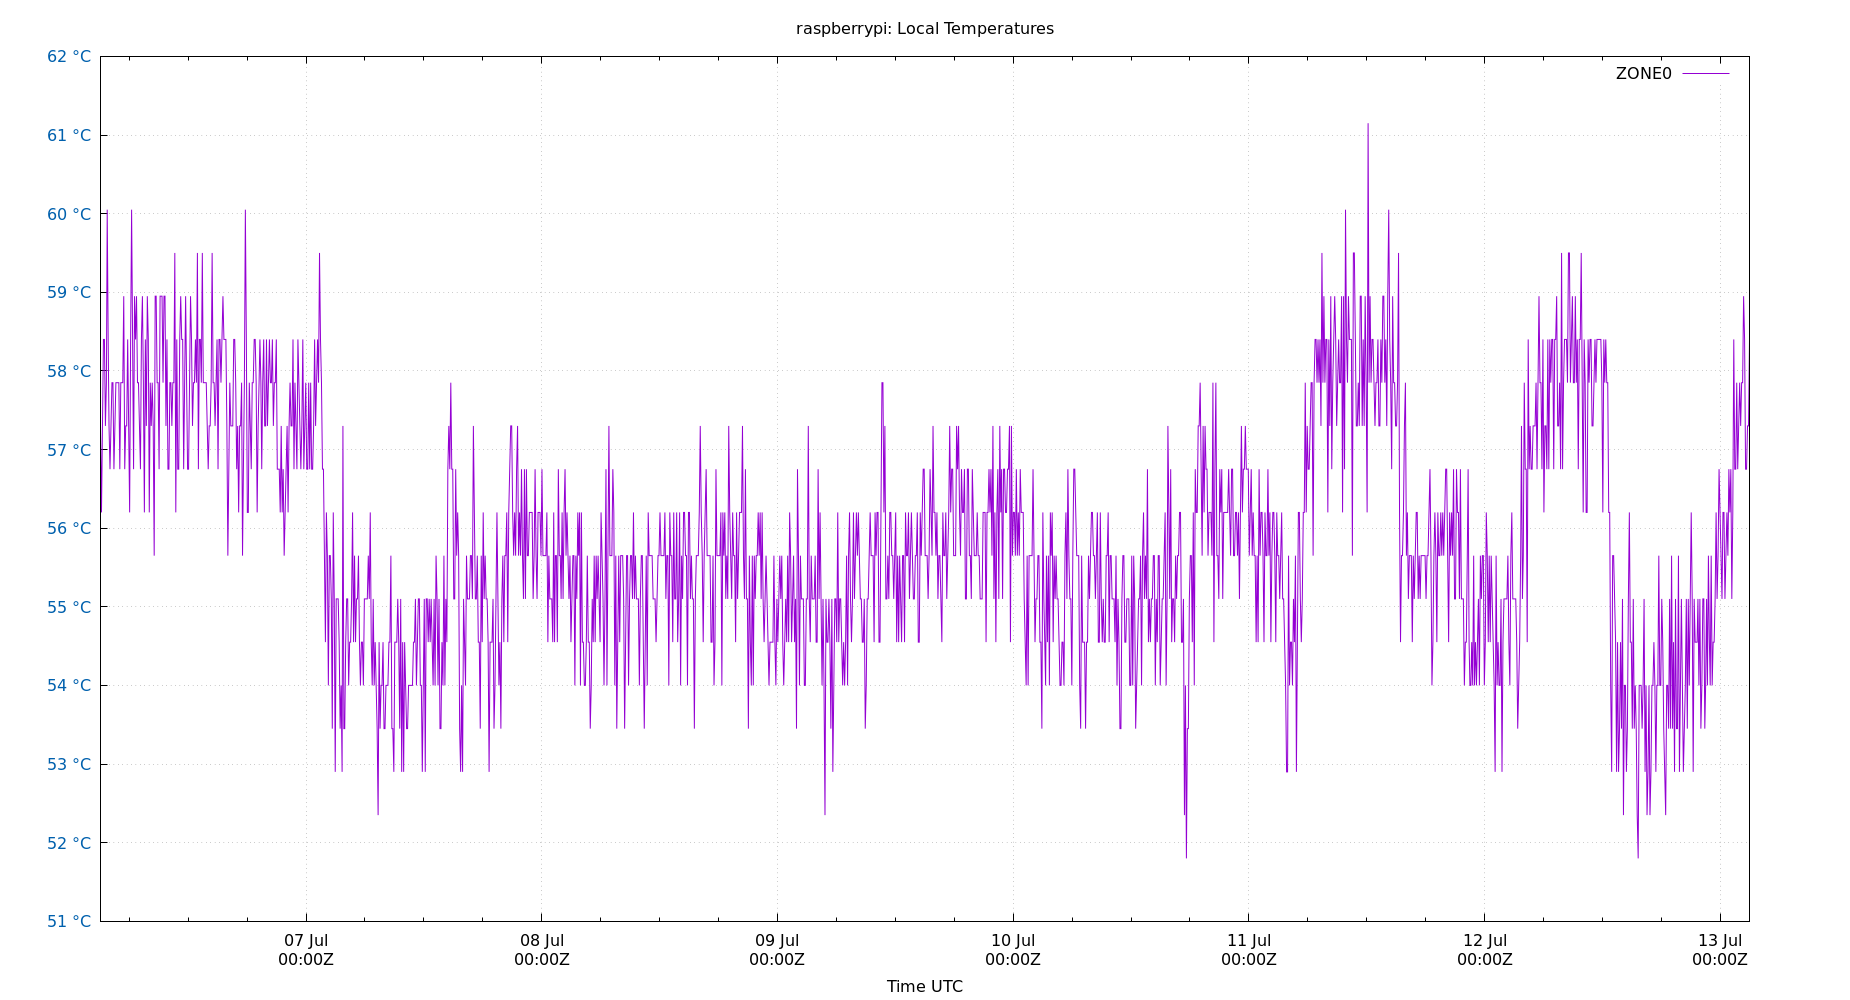 raspberrypi: Local Temperatures
ZONE0
62 °C
61 °C
60 °C
59 °C
58 °C
57 °C
56 °C
55 °C
54 °C
53 °C
52 °C
51 °C
07 Jul 08 Jul 09 Jul 10 Jul 11 Jul 12 Jul 13 Jul
00:00Z 00:00Z 00:00Z 00:00Z 00:00Z 00:00Z 00:00Z
Time UTC